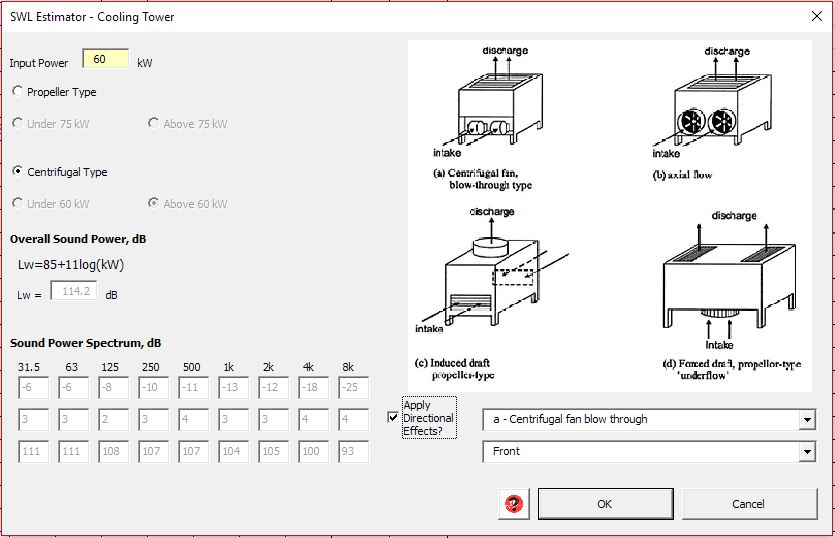 SWL Estimator - Cooling Tower
Input Power 60 kW
Propeller Type
Under 75 kW Above 75 kW
Centrifugal Type
Under 60 kW Above 60 kW
Overall Sound Power, dB
Lw=85+11log(kW)
Lw = 114.2 dB
Sound Power Spectrum, dB
31.5 63 125 250 500 1k 2k 4k 8k
-6 -6 -8 -10 -11 -13 -12 -18 -25
3 3 2 3 4 3 3 4 4
111 111 108 107 107 104 105 100 93
discharge
intake
(a) Centrifugal fan,
blow-through type
discharge
intake
(b) axial flow
discharge
intake
(c) Induced draft
propeller-type
discharge
Intake
(d) Forced draft, propellor-type
'underflow'
Apply
Directional
Effects?
a - Centrifugal fan blow through
Front
OK
Cancel